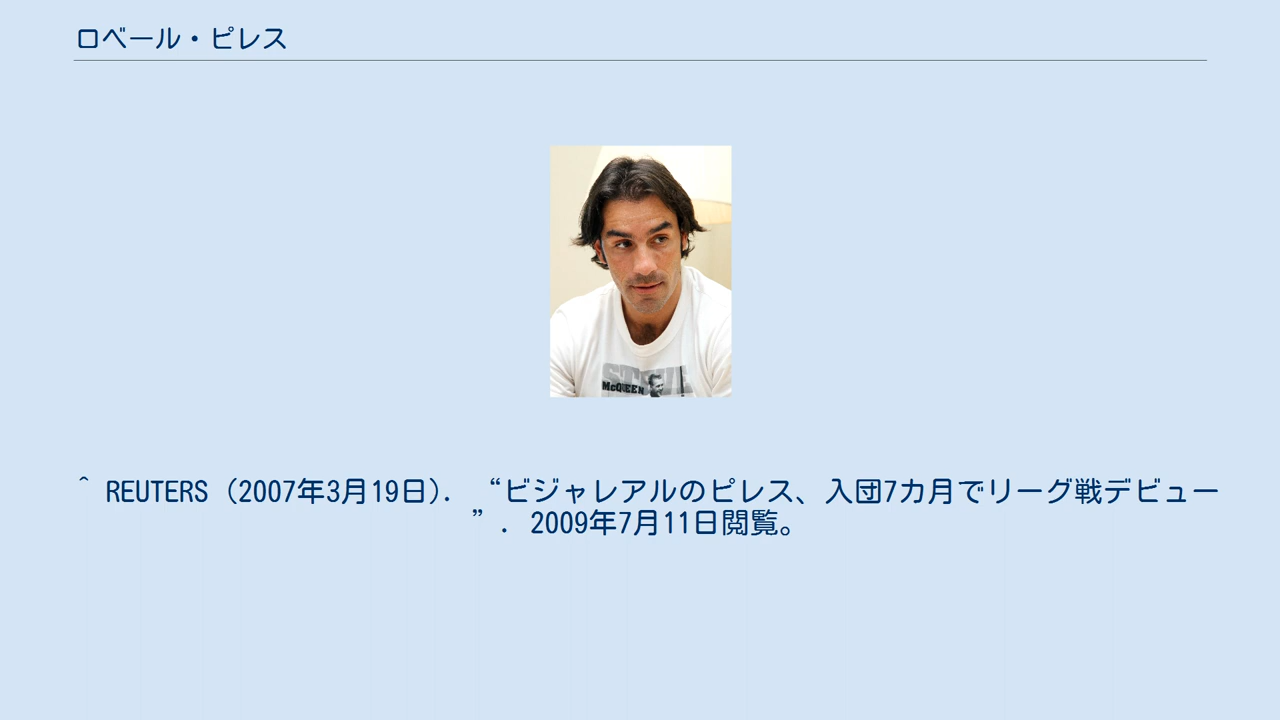 ロベール・ピレス
STEVE
McQUEEN
^ REUTERS (2007年3月19日). “ビジャレアルのピレス、入団7カ月でリーグ戦デビュー
”. 2009年7月11日閲覧。